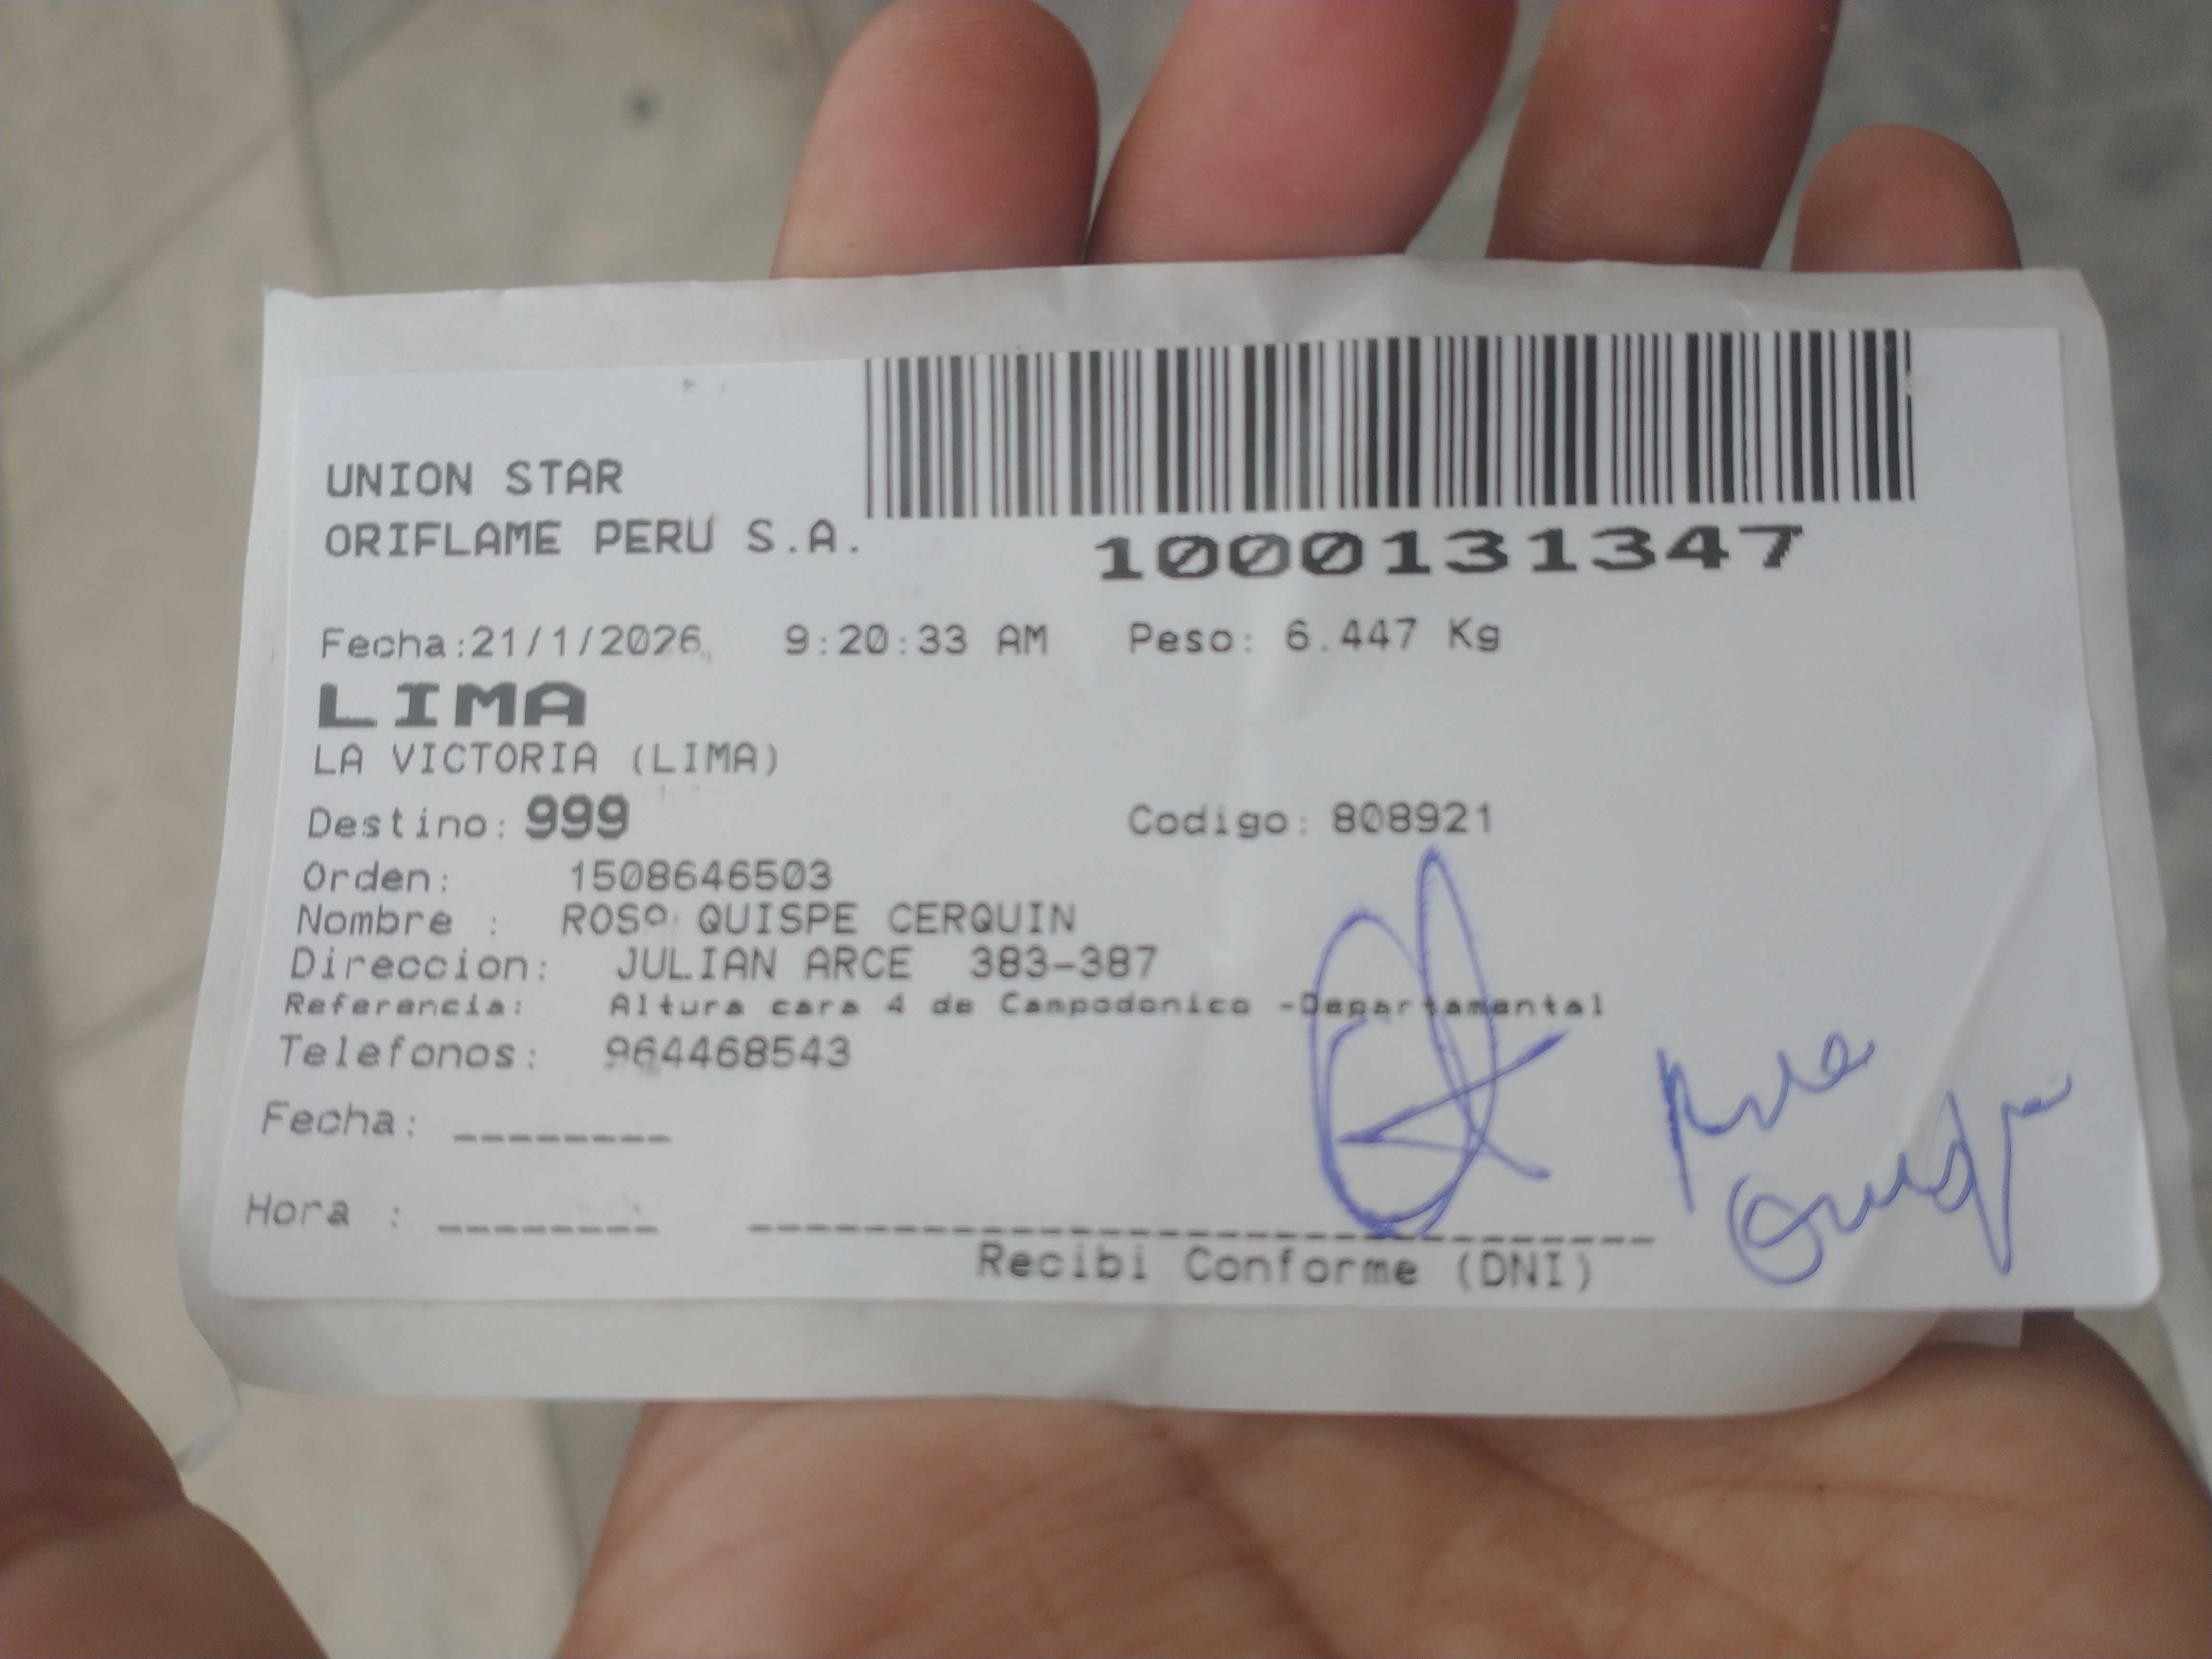 UNION STAR
ORIFLAME PERU S.A.
1000131347
Fecha:21/1/2026 9:20:33 AM Peso: 6.447 Kg
LIMA
LA VICTORIA (LIMA)
Destino: 999 Codigo: 808921
Orden: 1508646503
Nombre : ROSA QUISPE CERQUIN
Direccion: JULIAN ARCE 383-387
Referencia: Altura cara 4 de Campodonico -Departamental
Telefonos: 964468543
Fecha: --------
Hora : --------
Recibi Conforme (DNI)